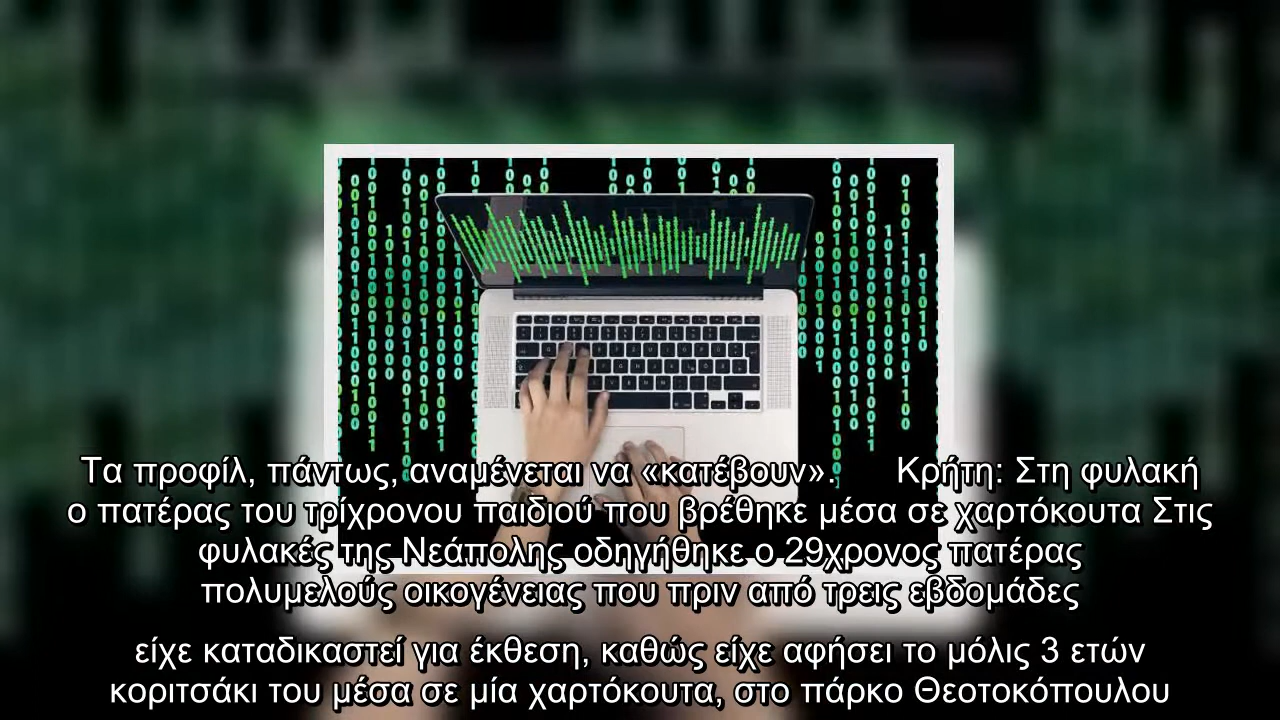 Τα προφίλ, πάντως, αναμένεται να «κατέβουν». Κρήτη: Στη φυλακή
ο πατέρας του τρίχρονου παιδιού που βρέθηκε μέσα σε χαρτόκουτα Στις
φυλακές της Νεάπολης οδηγήθηκε ο 29χρονος πατέρας
πολυμελούς οικογένειας που πριν από τρεις εβδομάδες
είχε καταδικαστεί για έκθεση, καθώς είχε αφήσει το μόλις 3 ετών
κοριτσάκι του μέσα σε μία χαρτόκουτα, στο πάρκο Θεοτοκόπουλου